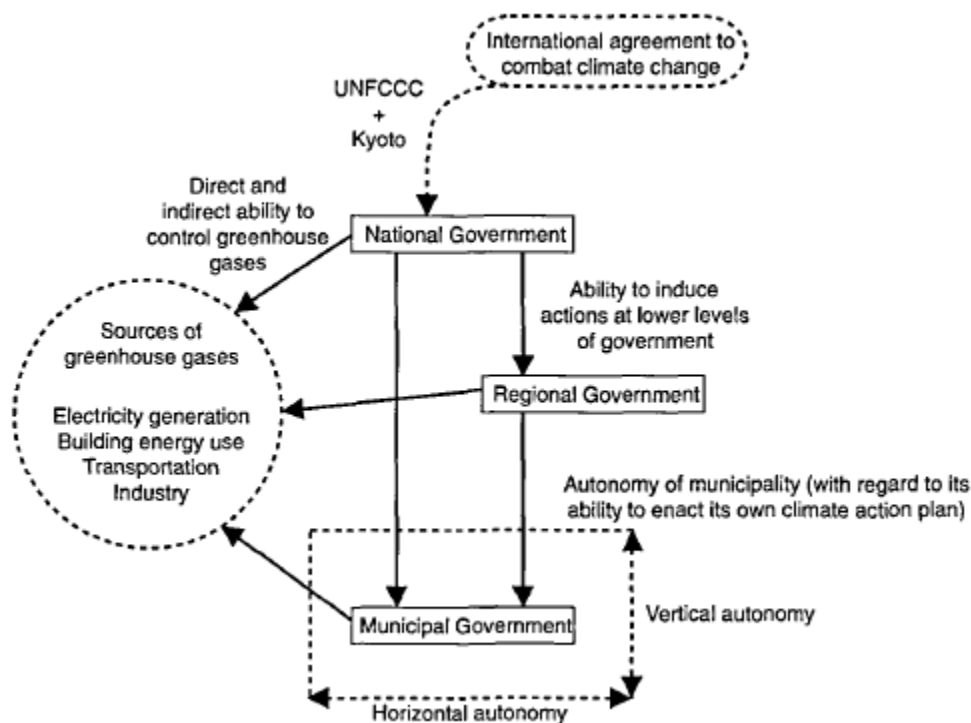 International agreement to
combat climate change
UNFCCC
+
Kyoto
Direct and
indirect ability to
control greenhouse
gases
National Government
Ability to induce
actions at lower levels
of government
Sources of
greenhouse gases
Electricity generation
Building energy use
Transportation
Industry
Regional Government
Autonomy of municipality (with regard to its
ability to enact its own climate action plan)
Municipal Government
Vertical autonomy
Horizontal autonomy